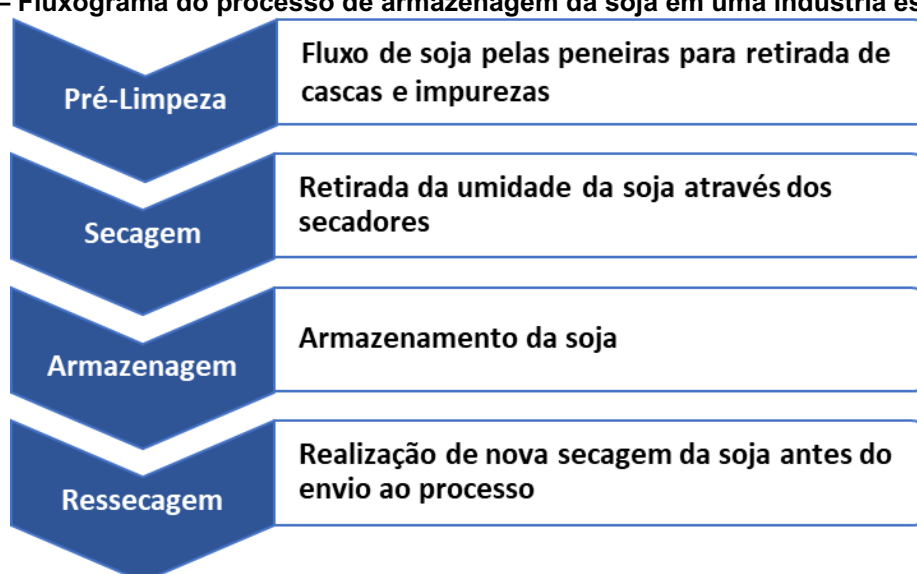 – Fluxograma do processo de armazenagem da soja em uma indústria
Pré-Limpeza
Fluxo de soja pelas peneiras para retirada de
cascas e impurezas
Secagem
Retirada da umidade da soja através dos
secadores
Armazenagem
Armazenamento da soja
Ressecagem
Realização de nova secagem da soja antes do
envio ao processo